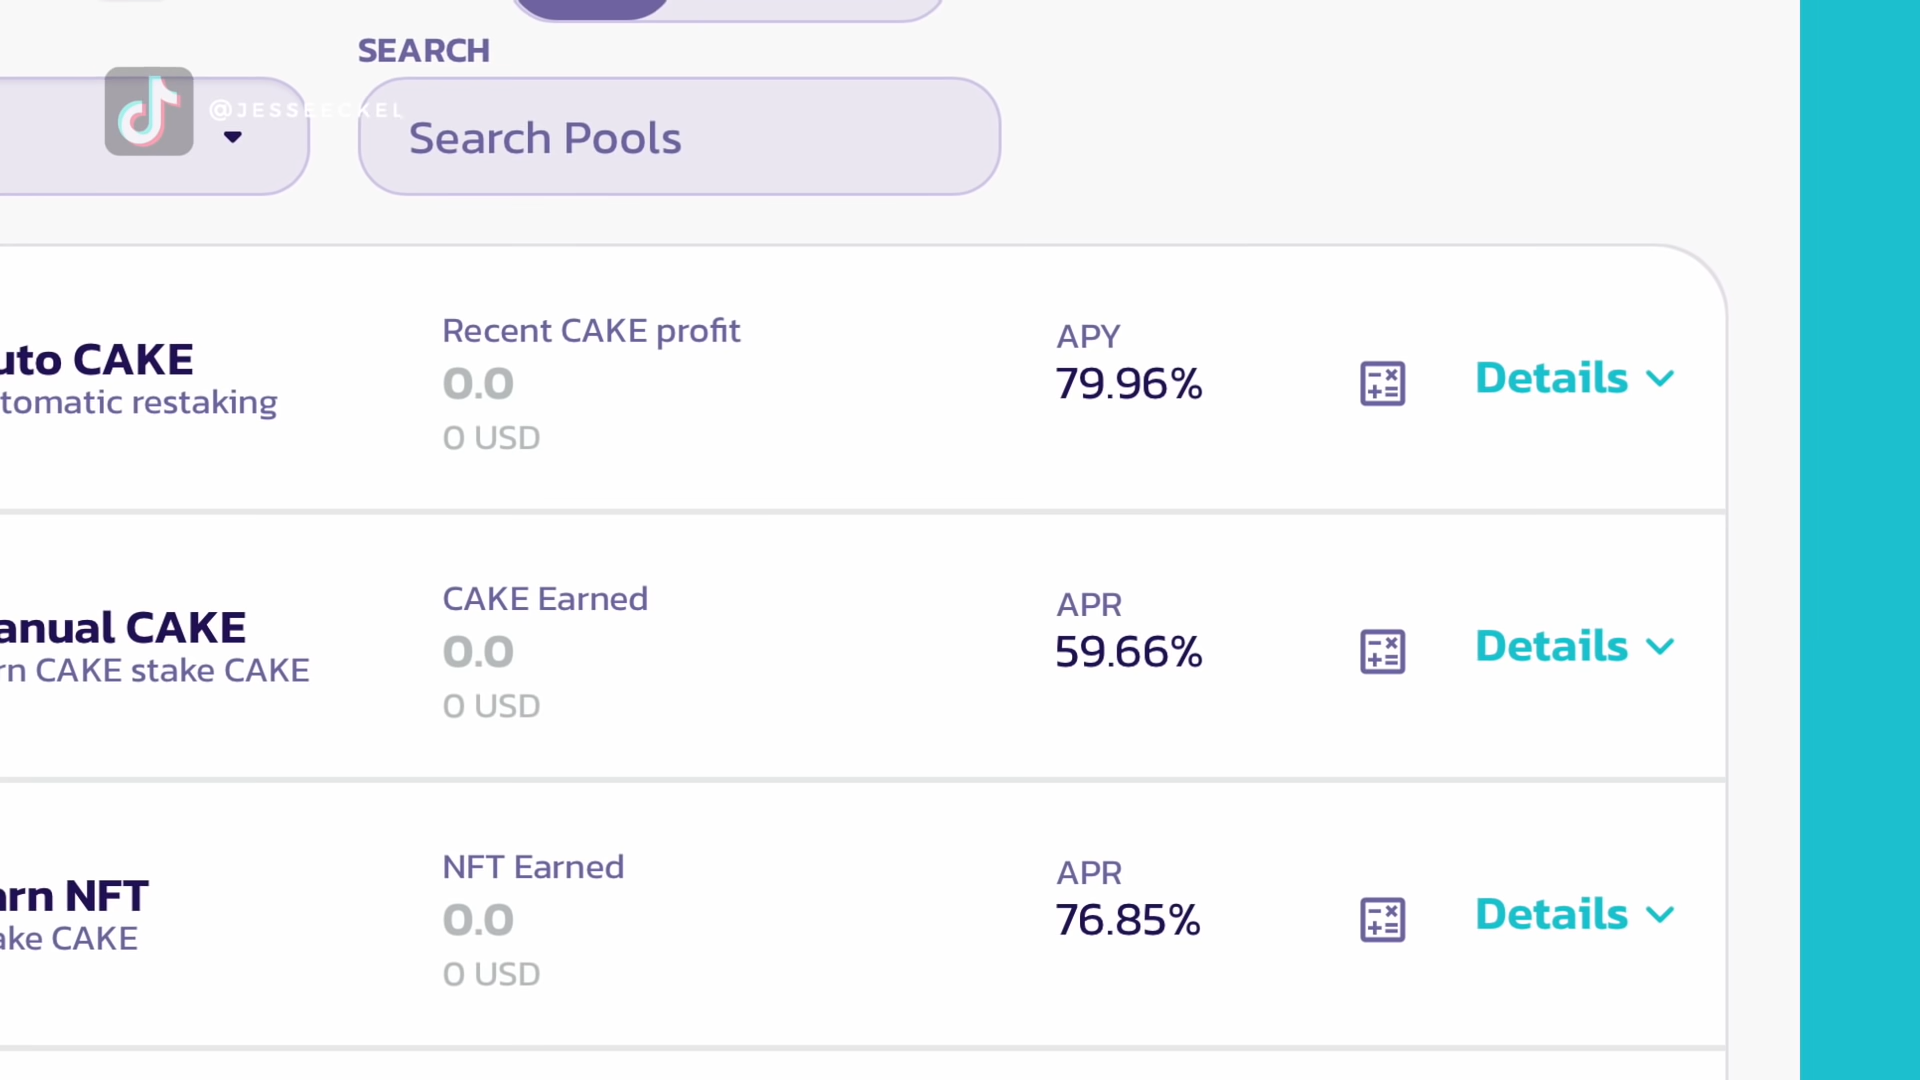 SEARCH
@JESSEECKEL
Search Pools
uto CAKE
tomatic restaking
Recent CAKE profit
0.0
0 USD
APY
79.96%
Details
anual CAKE
rn CAKE stake CAKE
CAKE Earned
0.0
0 USD
APR
59.66%
Details
arn NFT
ake CAKE
NFT Earned
0.0
0 USD
APR
76.85%
Details